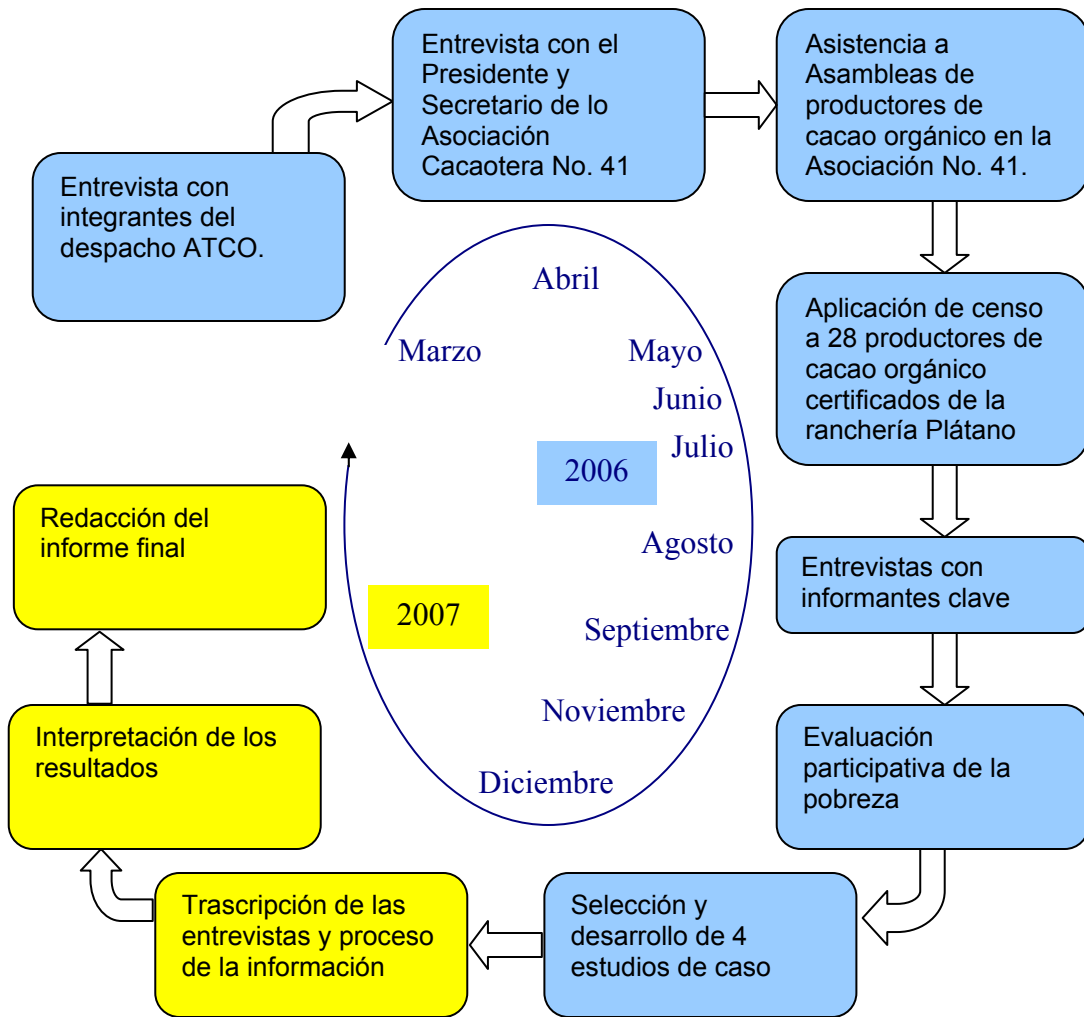 Entrevista con
integrantes del
despacho ATCO.
Entrevista con el
Presidente y
Secretario de lo
Asociación
Cacaotera No. 41
Asistencia a
Asambleas de
productores de
cacao orgánico en la
Asociación No. 41.
Aplicación de censo
a 28 productores de
cacao orgánico
certificados de la
ranchería Plátano
Entrevistas con
informantes clave
Evaluación
participativa de la
pobreza
Selección y
desarrollo de 4
estudios de caso
Trascripción de las
entrevistas y proceso
de la información
Interpretación de los
resultados
Redacción del
informe final
Marzo
Abril
Mayo
Junio
Julio
2006
Agosto
Septiembre
Noviembre
Diciembre
2007